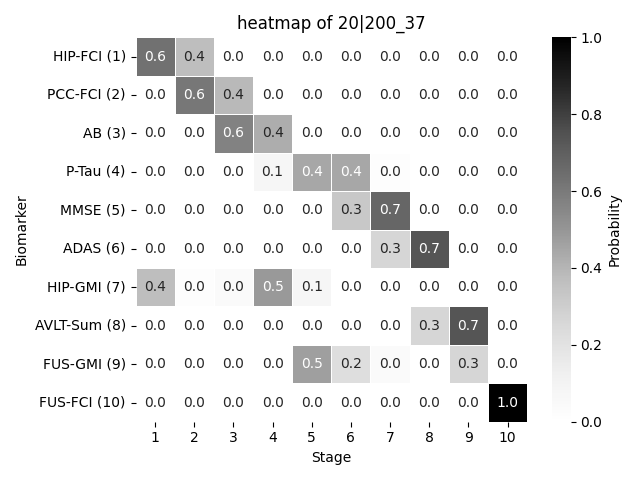 heatmap of 20|200_37
HIP-FCI (1) 0.6 0.4 0.0 0.0 0.0 0.0 0.0 0.0 0.0 0.0
PCC-FCI (2) 0.0 0.6 0.4 0.0 0.0 0.0 0.0 0.0 0.0 0.0
AB (3) 0.0 0.0 0.6 0.4 0.0 0.0 0.0 0.0 0.0 0.0
P-Tau (4) 0.0 0.0 0.0 0.1 0.4 0.4 0.0 0.0 0.0 0.0
MMSE (5) 0.0 0.0 0.0 0.0 0.0 0.3 0.7 0.0 0.0 0.0
ADAS (6) 0.0 0.0 0.0 0.0 0.0 0.0 0.3 0.7 0.0 0.0
HIP-GMI (7) 0.4 0.0 0.0 0.5 0.1 0.0 0.0 0.0 0.0 0.0
AVLT-Sum (8) 0.0 0.0 0.0 0.0 0.0 0.0 0.0 0.3 0.7 0.0
FUS-GMI (9) 0.0 0.0 0.0 0.0 0.5 0.2 0.0 0.0 0.3 0.0
FUS-FCI (10) 0.0 0.0 0.0 0.0 0.0 0.0 0.0 0.0 0.0 1.0
1 2 3 4 5 6 7 8 9 10
Stage
Biomarker
1.0
0.8
0.6
0.4
0.2
0.0
Probability